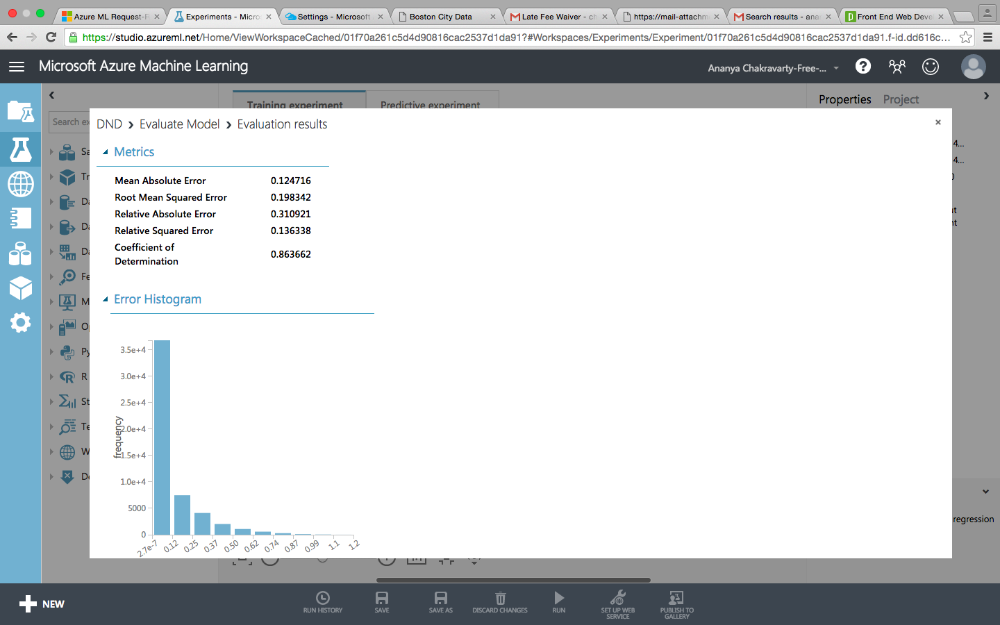 Azure ML Request-R
Experiments - Micro
Settings - Microsoft
Boston City Data
Late Fee Waiver - ch
https://mail-attachm
Search results - ana
Front End Web Deve
https://studio.azureml.net/Home/ViewWorkspaceCached/01f70a261c5d4d90816cac2537d1da91?#Workspaces/Experiments/Experiment/01f70a261c5d4d90816cac2537d1da91.f-id.dd616c...
Microsoft Azure Machine Learning
Ananya Chakravarty-Free-...
Training experiment
Predictive experiment
Properties Project
Search ex
Sa
Tr
Da
Da
Da
Fe
M
Op
Py
R
St
Te
W
De
4...
4...
regression
DND > Evaluate Model > Evaluation results
Metrics
Mean Absolute Error 0.124716
Root Mean Squared Error 0.198342
Relative Absolute Error 0.310921
Relative Squared Error 0.136338
Coefficient of
Determination 0.863662
Error Histogram
frequency
3.5e+4
3.0e+4
2.5e+4
2.0e+4
1.5e+4
1.0e+4
5000
0
2.7e-7 0.12 0.25 0.37 0.50 0.62 0.74 0.87 0.99 1.1 1.2
NEW
RUN HISTORY
SAVE
SAVE AS
DISCARD CHANGES
RUN
SET UP WEB
SERVICE
PUBLISH TO
GALLERY